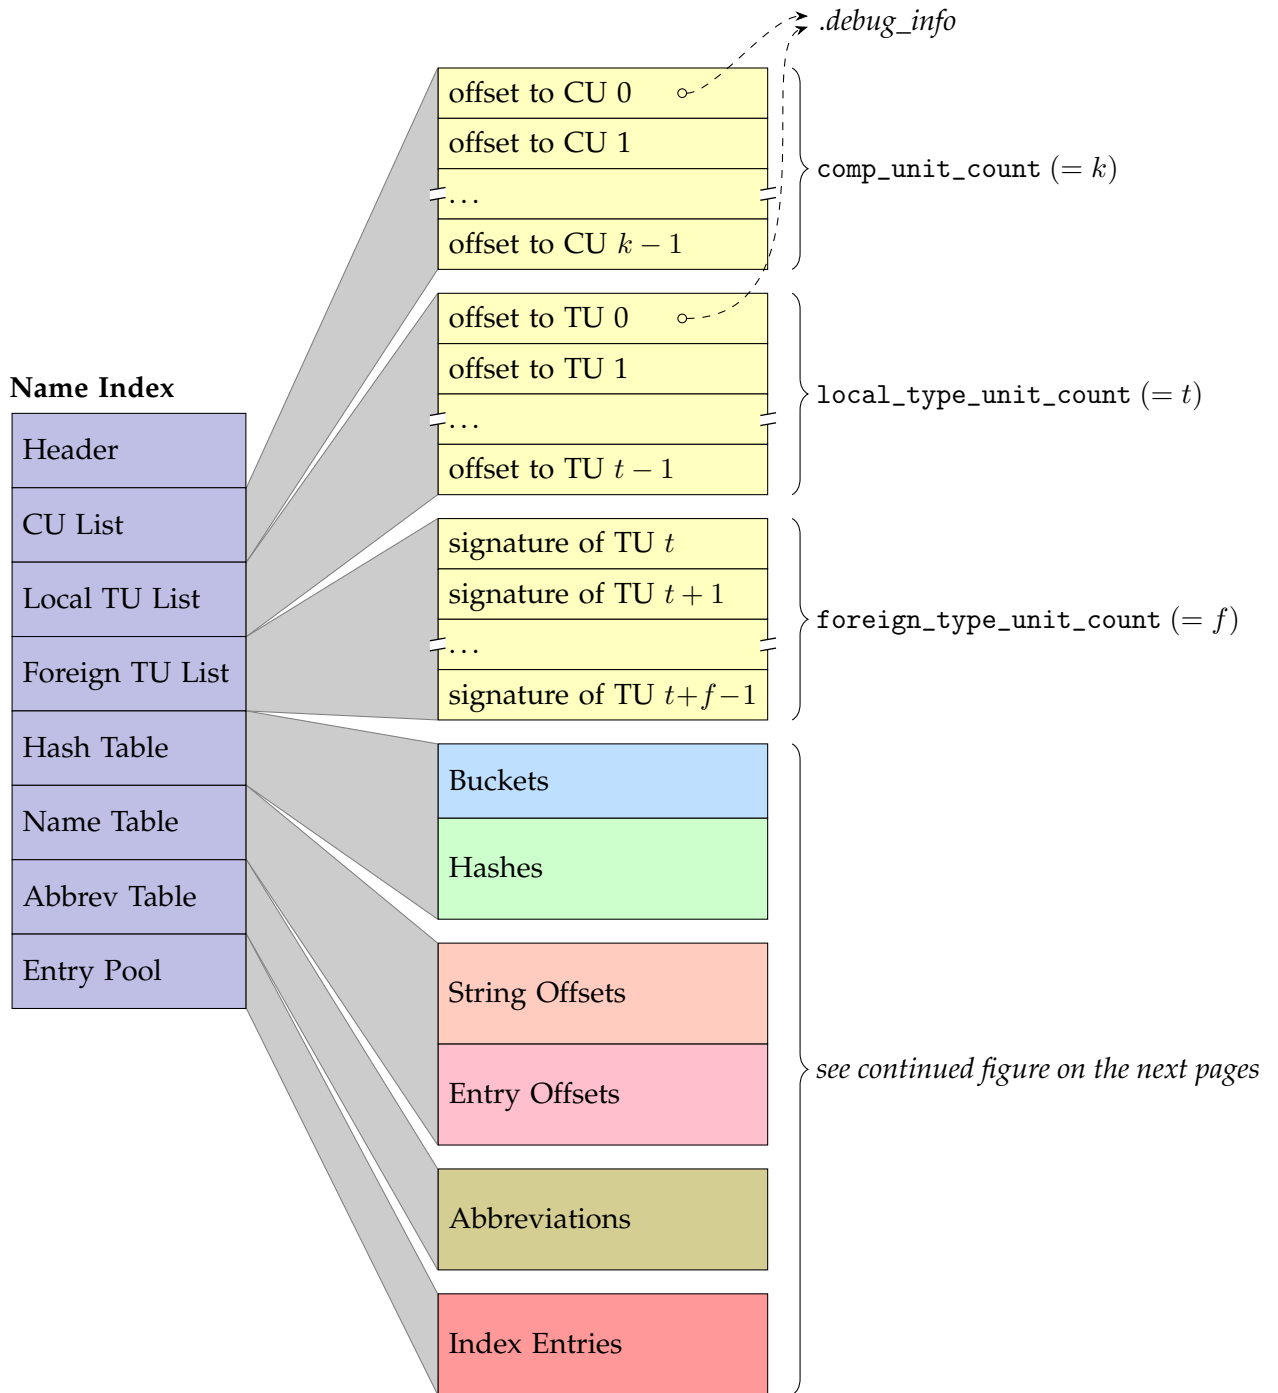 .debug_info
offset to CU 0
offset to CU 1
...
offset to CU k − 1
comp_unit_count (= k)
offset to TU 0
offset to TU 1
...
offset to TU t − 1
local_type_unit_count (= t)
signature of TU t
signature of TU t + 1
...
signature of TU t+f−1
foreign_type_unit_count (= f)
Name Index
Header
CU List
Local TU List
Foreign TU List
Hash Table
Name Table
Abbrev Table
Entry Pool
Buckets
Hashes
String Offsets
Entry Offsets
Abbreviations
Index Entries
see continued figure on the next pages